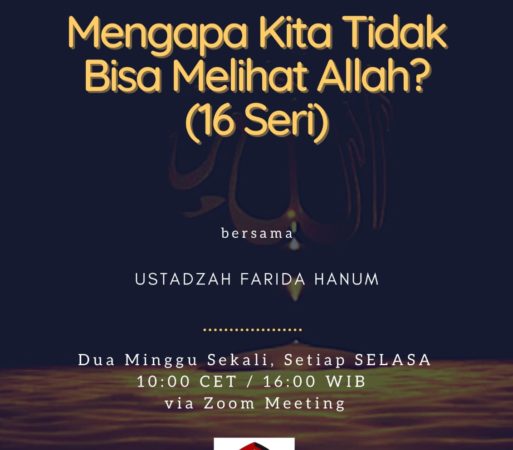 Mengapa Kita Tidak
Bisa Melihat Allah?
(16 Seri)
bersama
USTADZAH FARIDA HANUM
Dua Minggu Sekali, Setiap SELASA
10:00 CET / 16:00 WIB
via Zoom Meeting
الله